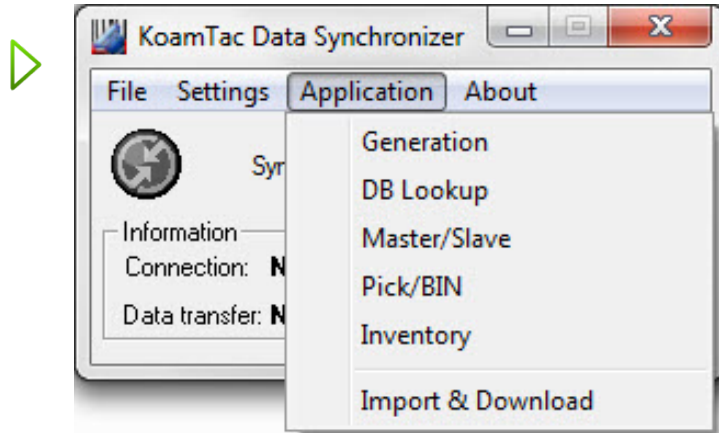 KoamTac Data Synchronizer
File Settings Application About
Generation
Syr
DB Lookup
Information
Master/Slave
Connection: N
Pick/BIN
Data transfer: N
Inventory
Import & Download